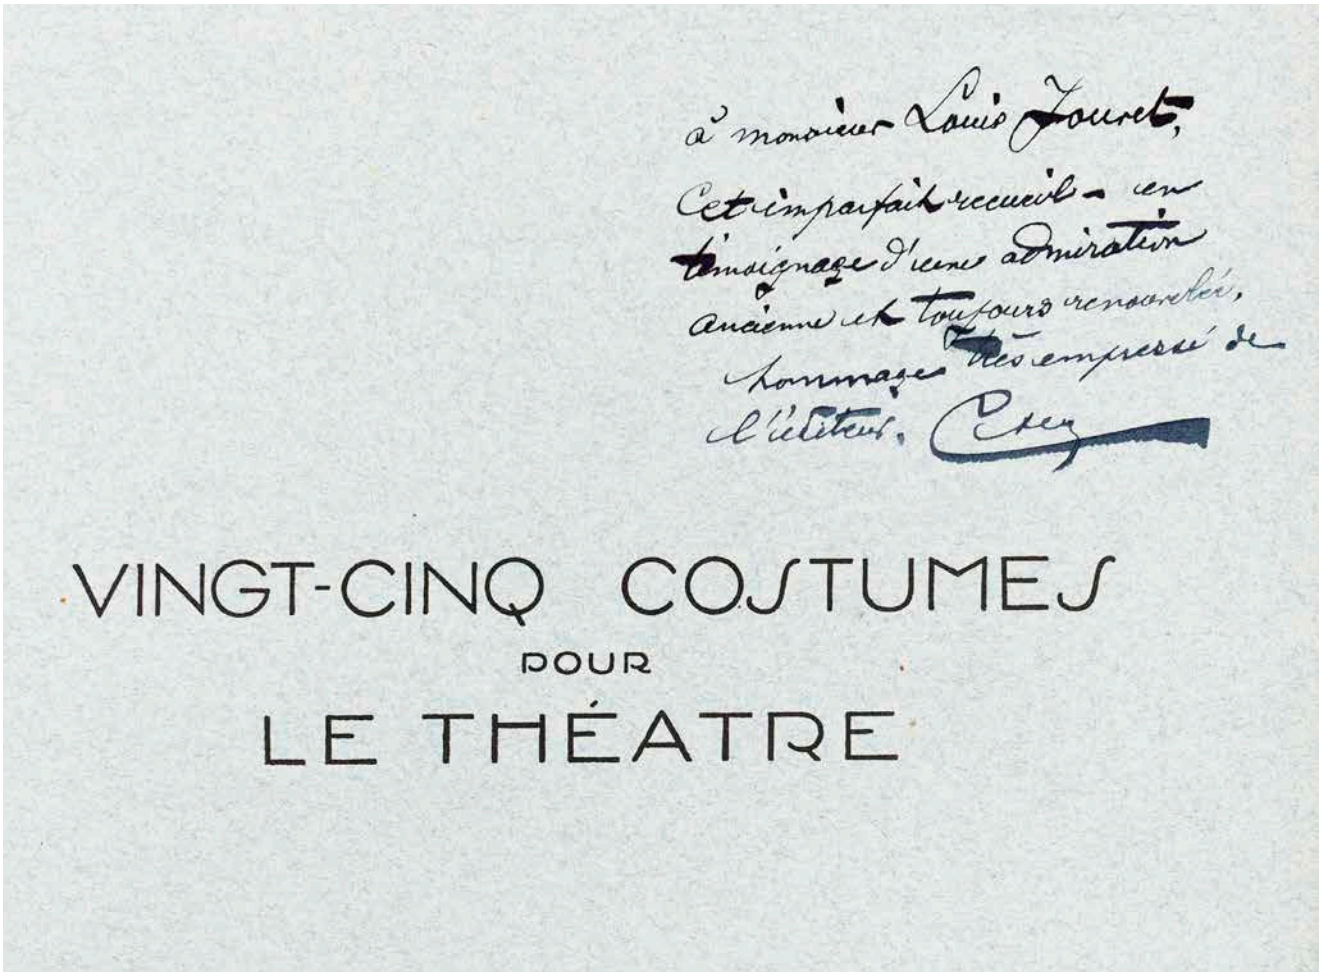 à monsieur Louis Jouvet,
Cet imparfait recueil - en
témoignage d'une admiration
ancienne et toujours renouvelée,
hommage très empressé de
l'éditeur.
VINGT-CINQ COSTUMES
POUR
LE THÉATRE